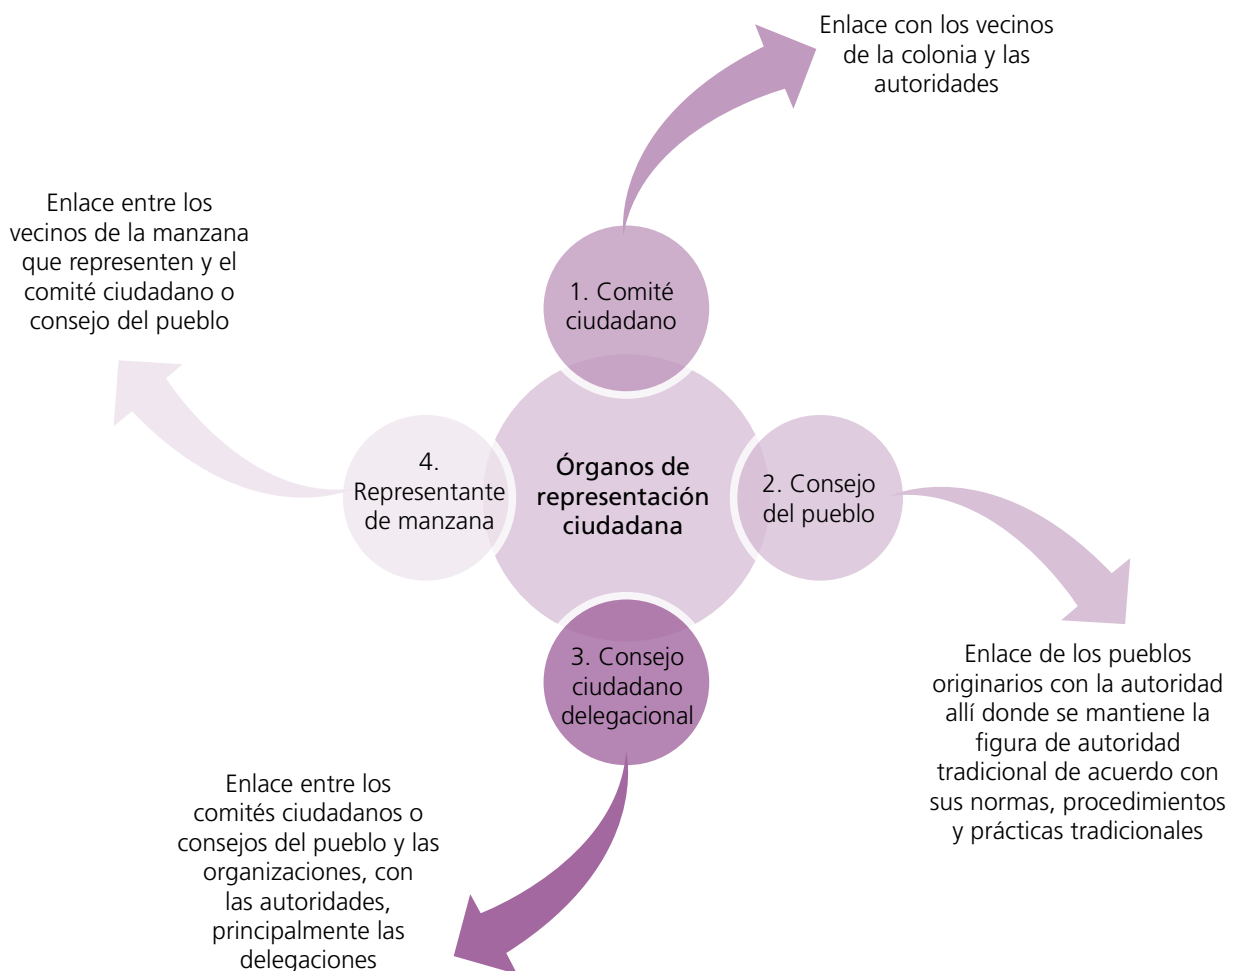 Enlace con los vecinos
de la colonia y las
autoridades
Enlace entre los
vecinos de la manzana
que representen y el
comité ciudadano o
consejo del pueblo
1. Comité
ciudadano
4.
Representante
de manzana
Órganos de
representación
ciudadana
2. Consejo
del pueblo
3. Consejo
ciudadano
delegacional
Enlace de los pueblos
originarios con la autoridad
allí donde se mantiene la
figura de autoridad
tradicional de acuerdo con
sus normas, procedimientos
y prácticas tradicionales
Enlace entre los
comités ciudadanos o
consejos del pueblo y las
organizaciones, con
las autoridades,
principalmente las
delegaciones